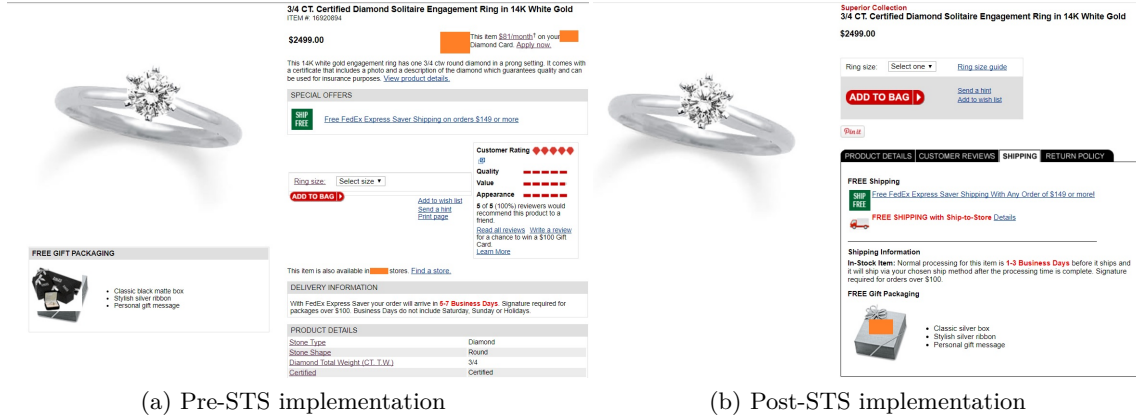 3/4 CT. Certified Diamond Solitaire Engagement Ring in 14K White Gold
ITEM #: 16920894
$2499.00
This item $81/month† on your
Diamond Card. Apply now.
This 14K white gold engagement ring has one 3/4 ctw round diamond in a prong setting. It comes with
a certificate that includes a photo and a description of the diamond which guarantees quality and can
be used for insurance purposes. View product details.
SPECIAL OFFERS
SHIP
FREE
Free FedEx Express Saver Shipping on orders $149 or more
Ring size: Select size
ADD TO BAG
Add to wish list
Send a hint
Print page
Customer Rating
Quality
Value
Appearance
5 of 5 (100%) reviewers would
recommend this product to a
friend.
Read all reviews Write a review
for a chance to win a $100 Gift
Card.
Learn More
FREE GIFT PACKAGING
Classic black matte box
Stylish silver ribbon
Personal gift message
This item is also available in stores. Find a store.
DELIVERY INFORMATION
With FedEx Express Saver your order will arrive in 5-7 Business Days. Signature required for
packages over $100. Business Days do not include Saturday, Sunday or Holidays.
PRODUCT DETAILS
Stone Type Diamond
Stone Shape Round
Diamond Total Weight (CT. T.W.) 3/4
Certified Certified
(a) Pre-STS implementation
Superior Collection
3/4 CT. Certified Diamond Solitaire Engagement Ring in 14K White Gold
$2499.00
Ring size: Select one Ring size guide
ADD TO BAG
Send a hint
Add to wish list
Pin it
PRODUCT DETAILS CUSTOMER REVIEWS SHIPPING RETURN POLICY
FREE Shipping
SHIP
FREE
Free FedEx Express Saver Shipping With Any Order of $149 or more!
FREE SHIPPING with Ship-to-Store Details
Shipping Information
In-Stock Item: Normal processing for this item is 1-3 Business Days before it ships and
it will ship via your chosen ship method after the processing time is complete. Signature
required for orders over $100.
FREE Gift Packaging
Classic silver box
Stylish silver ribbon
Personal gift message
(b) Post-STS implementation